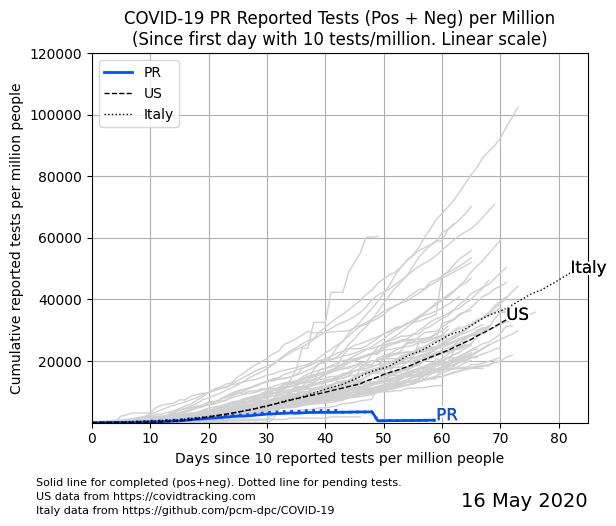 COVID-19 PR Reported Tests (Pos + Neg) per Million
(Since first day with 10 tests/million. Linear scale)
Cumulative reported tests per million people
120000
100000
80000
60000
40000
20000
PR
US
Italy
Italy
US
PR
0 10 20 30 40 50 60 70 80
Days since 10 reported tests per million people
Solid line for completed (pos+neg). Dotted line for pending tests.
US data from https://covidtracking.com
Italy data from https://github.com/pcm-dpc/COVID-19
16 May 2020